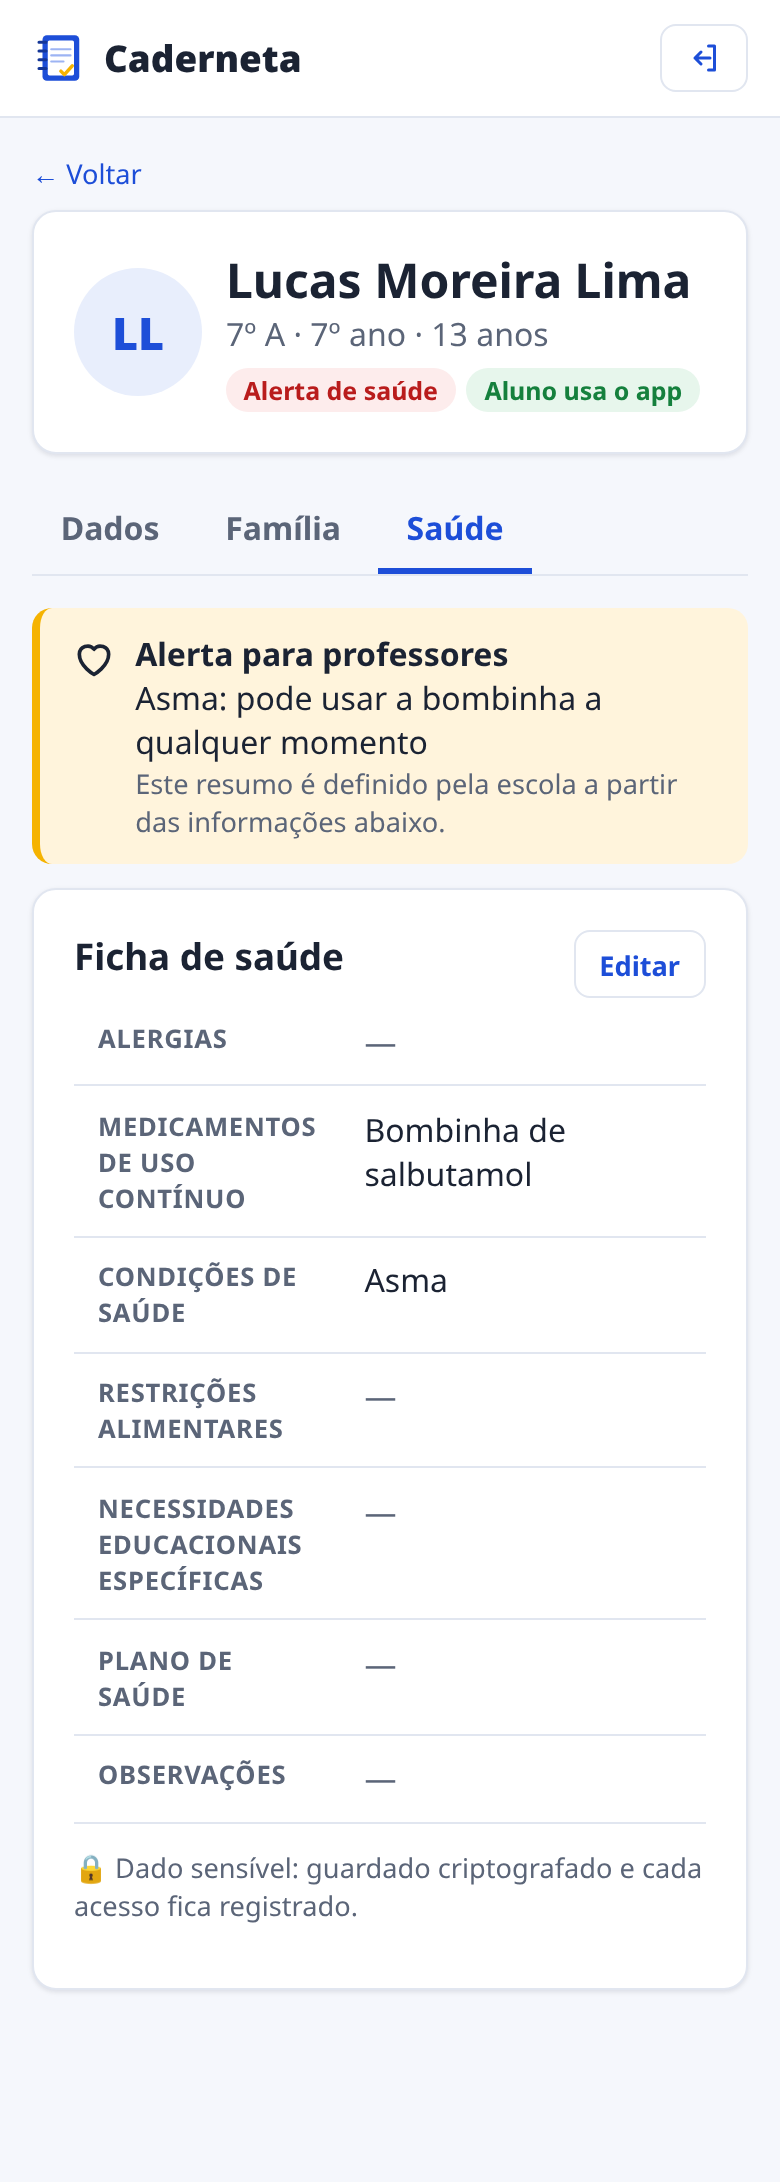 Caderneta
← Voltar
LL
Lucas Moreira Lima
7º A · 7º ano · 13 anos
Alerta de saúde
Aluno usa o app
Dados
Família
Saúde
Alerta para professores
Asma: pode usar a bombinha a
qualquer momento
Este resumo é definido pela escola a partir
das informações abaixo.
Ficha de saúde
Editar
ALERGIAS
—
MEDICAMENTOS
DE USO
CONTÍNUO
Bombinha de
salbutamol
CONDIÇÕES DE
SAÚDE
Asma
RESTRIÇÕES
ALIMENTARES
—
NECESSIDADES
EDUCACIONAIS
ESPECÍFICAS
—
PLANO DE
SAÚDE
—
OBSERVAÇÕES
—
🔒 Dado sensível: guardado criptografado e cada
acesso fica registrado.